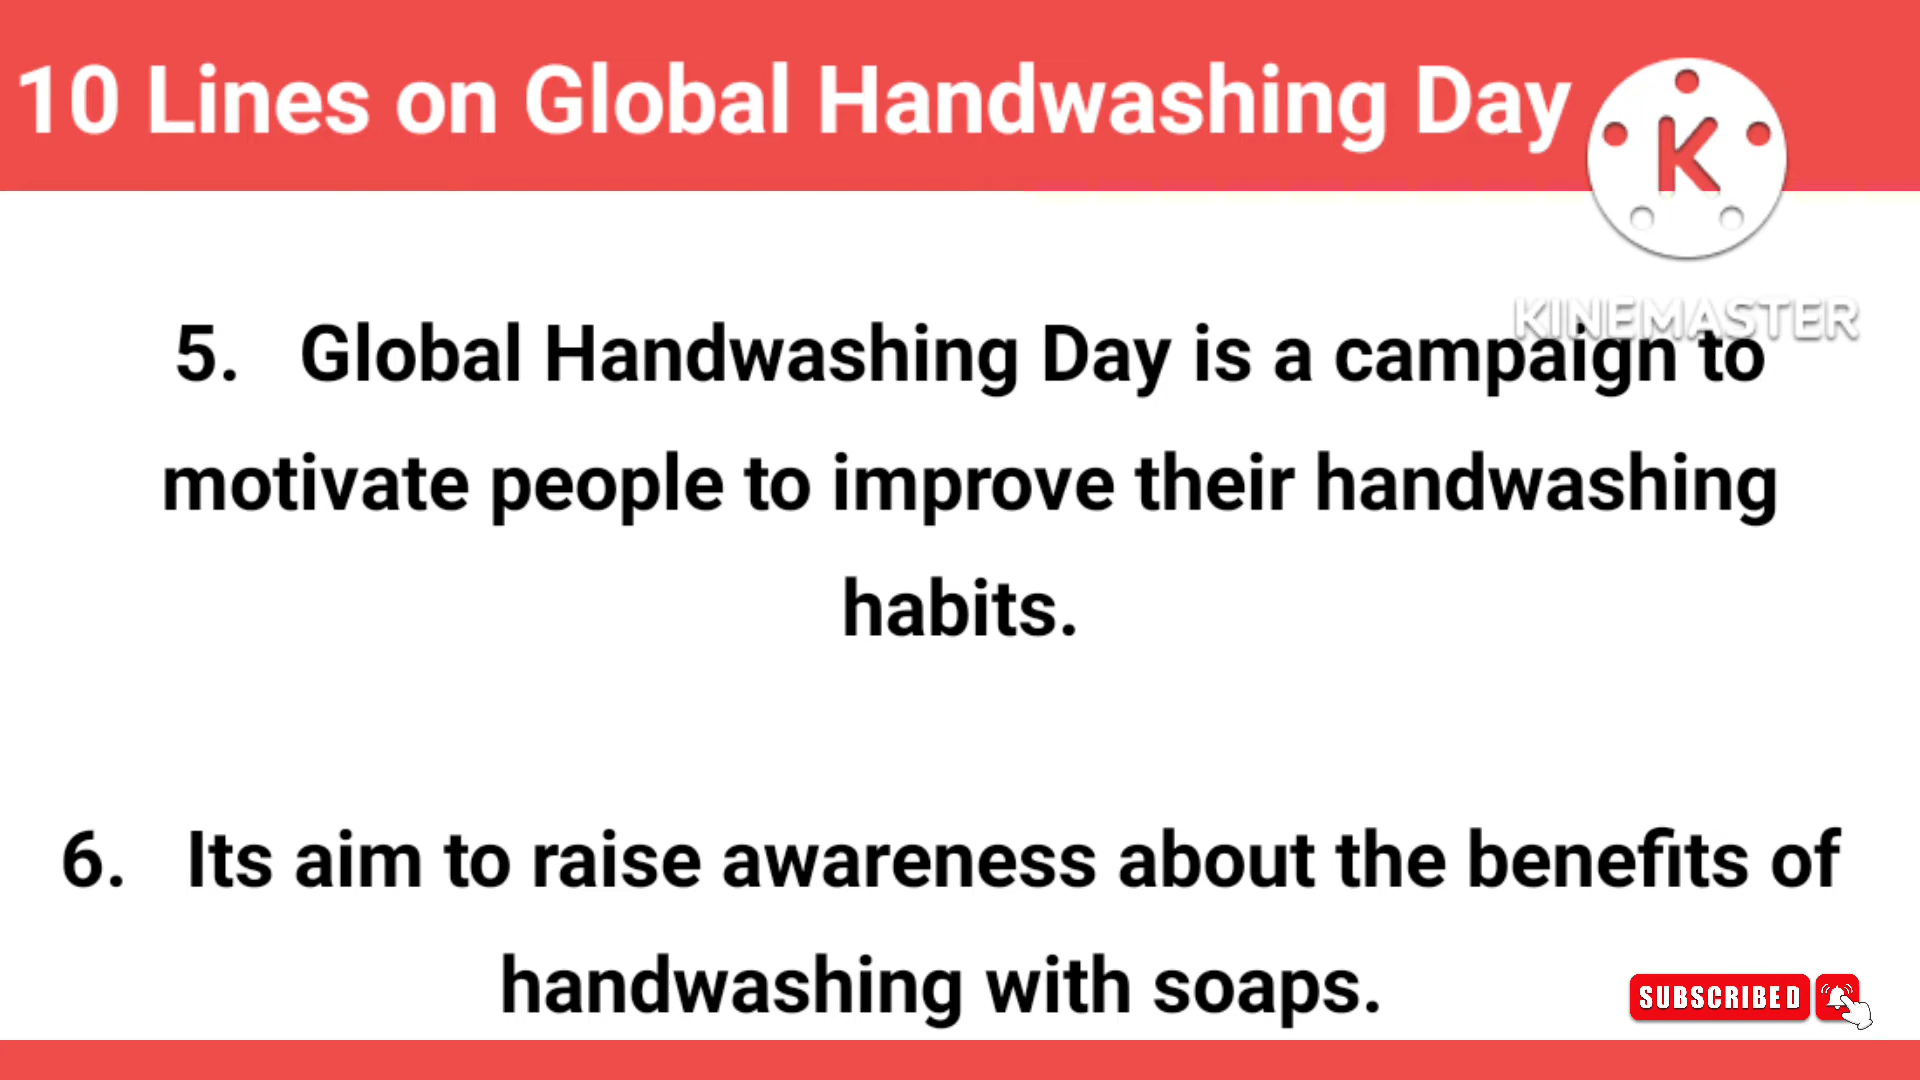 10 Lines on Global Handwashing Day
K
KINEMASTER
5. Global Handwashing Day is a campaign to
motivate people to improve their handwashing
habits.
6. Its aim to raise awareness about the benefits of
handwashing with soaps.
SUBSCRIBED